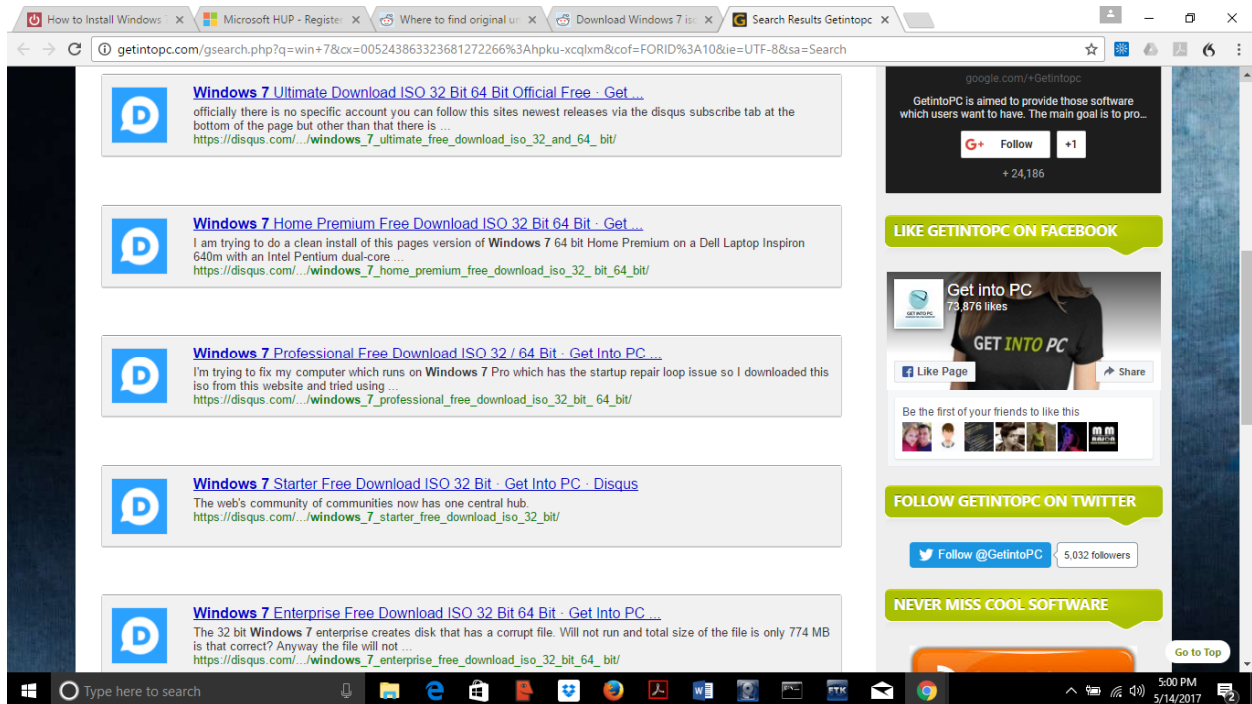 How to Install Windows 7
Microsoft HUP - Register
Where to find original un
Download Windows 7 iso
Search Results Getintopc
getintopc.com/gsearch.php?q=win+7&cx=005243863323681272266%3Ahpku-xcqlxm&cof=FORID%3A10&ie=UTF-8&sa=Search
Windows 7 Ultimate Download ISO 32 Bit 64 Bit Official Free · Get ...
officially there is no specific account you can follow this sites newest releases via the disqus subscribe tab at the
bottom of the page but other than that there is ...
https://disqus.com/.../windows_7_ultimate_free_download_iso_32_and_64_ bit/
Windows 7 Home Premium Free Download ISO 32 Bit 64 Bit · Get ...
I am trying to do a clean install of this pages version of Windows 7 64 bit Home Premium on a Dell Laptop Inspiron
640m with an Intel Pentium dual-core ...
https://disqus.com/.../windows_7_home_premium_free_download_iso_32_ bit_64_bit/
Windows 7 Professional Free Download ISO 32 / 64 Bit · Get Into PC ...
I'm trying to fix my computer which runs on Windows 7 Pro which has the startup repair loop issue so I downloaded this
iso from this website and tried using ...
https://disqus.com/.../windows_7_professional_free_download_iso_32_bit_ 64_bit/
Windows 7 Starter Free Download ISO 32 Bit · Get Into PC · Disqus
The web's community of communities now has one central hub.
https://disqus.com/.../windows_7_starter_free_download_iso_32_bit/
Windows 7 Enterprise Free Download ISO 32 Bit 64 Bit · Get Into PC ...
The 32 bit Windows 7 enterprise creates disk that has a corrupt file. Will not run and total size of the file is only 774 MB
is that correct? Anyway the file will not ...
https://disqus.com/.../windows_7_enterprise_free_download_iso_32_bit_64_ bit/
google.com/+Getintopc
GetintoPC is aimed to provide those software
which users want to have. The main goal is to pro...
G+ Follow +1
+ 24,186
LIKE GETINTOPC ON FACEBOOK
Get into PC
73,876 likes
GET INTO PC
GET INTO PC
Like Page
Share
Be the first of your friends to like this
FOLLOW GETINTOPC ON TWITTER
Follow @GetintoPC
5,032 followers
NEVER MISS COOL SOFTWARE
Go to Top
Type here to search
5:00 PM
5/14/2017